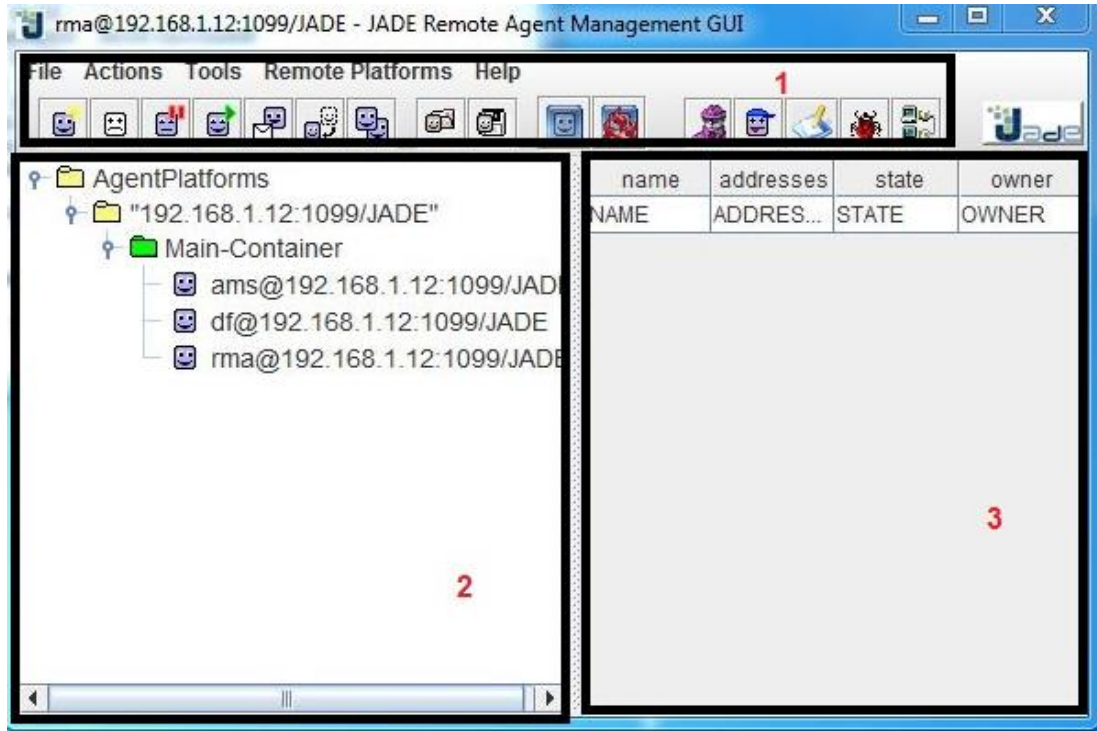 rma@192.168.1.12:1099/JADE - JADE Remote Agent Management GUI
File Actions Tools Remote Platforms Help
1
Jade
AgentPlatforms
"192.168.1.12:1099/JADE"
Main-Container
ams@192.168.1.12:1099/JADE
df@192.168.1.12:1099/JADE
rma@192.168.1.12:1099/JADE
2
name addresses state owner
NAME ADDRES... STATE OWNER
3